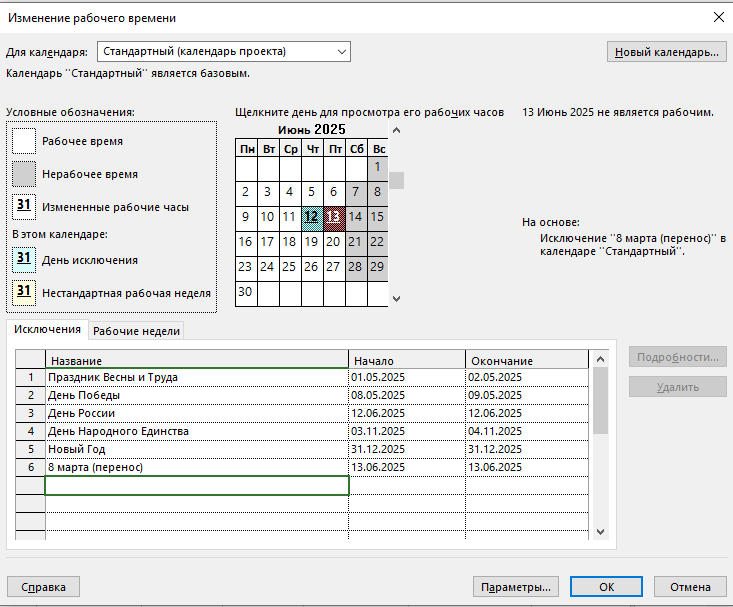 Изменение рабочего времени
Для календаря: Стандартный (календарь проекта) Новый календарь...
Календарь ''Стандартный'' является базовым.
Условные обозначения:
Рабочее время
Нерабочее время
31 Измененные рабочие часы
В этом календаре:
31 День исключения
31 Нестандартная рабочая неделя
Щелкните день для просмотра его рабочих часов
Июнь 2025
Пн Вт Ср Чт Пт Сб Вс
1
2 3 4 5 6 7 8
9 10 11 12 13 14 15
16 17 18 19 20 21 22
23 24 25 26 27 28 29
30
13 Июнь 2025 не является рабочим.
На основе:
Исключение ''8 марта (перенос)'' в
календаре ''Стандартный''.
Исключения Рабочие недели
Название Начало Окончание
1 Праздник Весны и Труда 01.05.2025 02.05.2025
2 День Победы 08.05.2025 09.05.2025
3 День России 12.06.2025 12.06.2025
4 День Народного Единства 03.11.2025 04.11.2025
5 Новый Год 31.12.2025 31.12.2025
6 8 марта (перенос) 13.06.2025 13.06.2025
Подробности...
Удалить
Справка Параметры... ОК Отмена